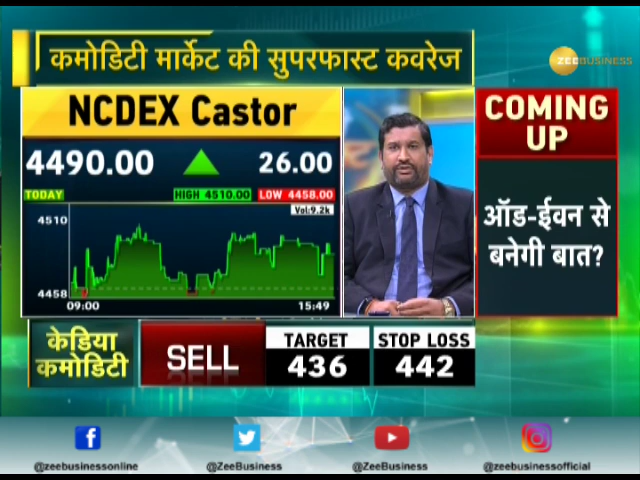 कमोडिटी मार्केट की सुपरफास्ट कवरेज
ZEEBUSINESS
NCDEX Castor
4490.00 26.00
TODAY HIGH 4510.00 LOW 4458.00
Vol:9.2k
4510
4458
09:00 15:49
COMING
UP
ऑड-ईवन से
बनेगी बात?
केडिया
कमोडिटी
SELL
TARGET
436
STOP LOSS
442
@zeebusinessonline
@ZeeBusiness
@ZeeBusiness
@zeebusinessofficial